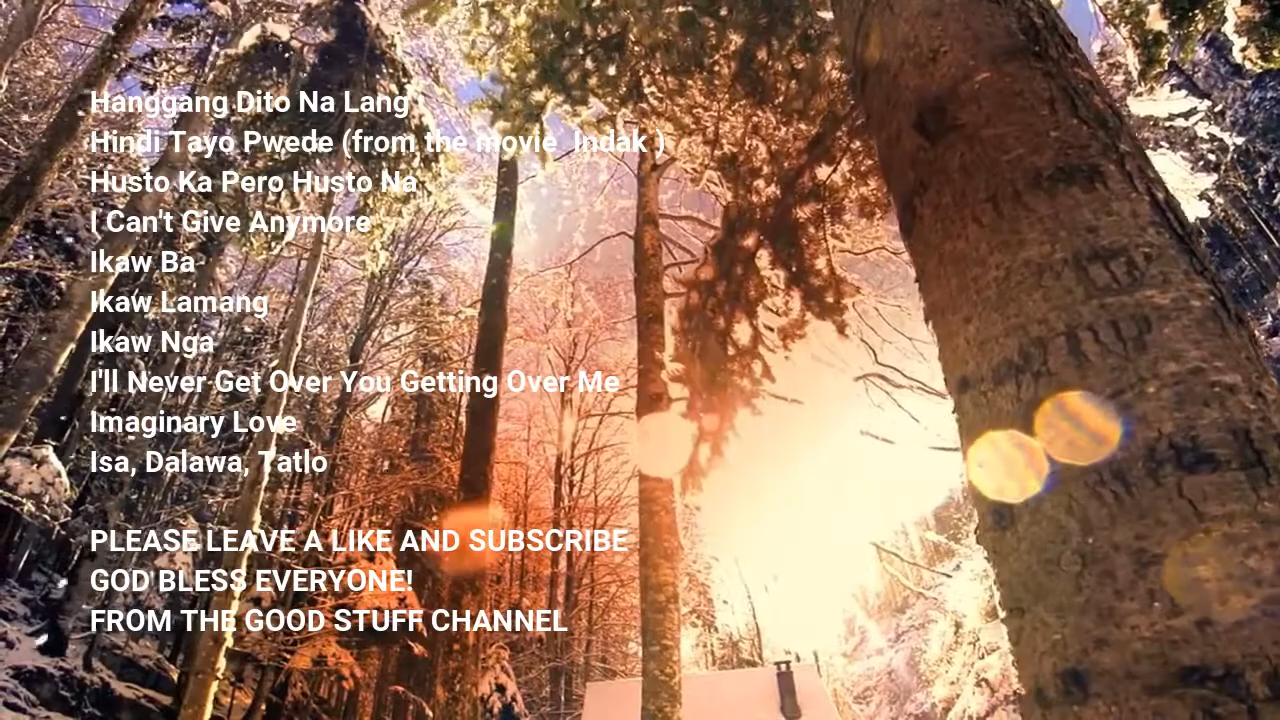 Hanggang Dito Na Lang
Hindi Tayo Pwede (from the movie  Indak )
Husto Ka Pero Husto Na
I Can't Give Anymore
Ikaw Ba
Ikaw Lamang
Ikaw Nga
I'll Never Get Over You Getting Over Me
Imaginary Love
Isa, Dalawa, Tatlo
PLEASE LEAVE A LIKE AND SUBSCRIBE
GOD BLESS EVERYONE!
FROM THE GOOD STUFF CHANNEL